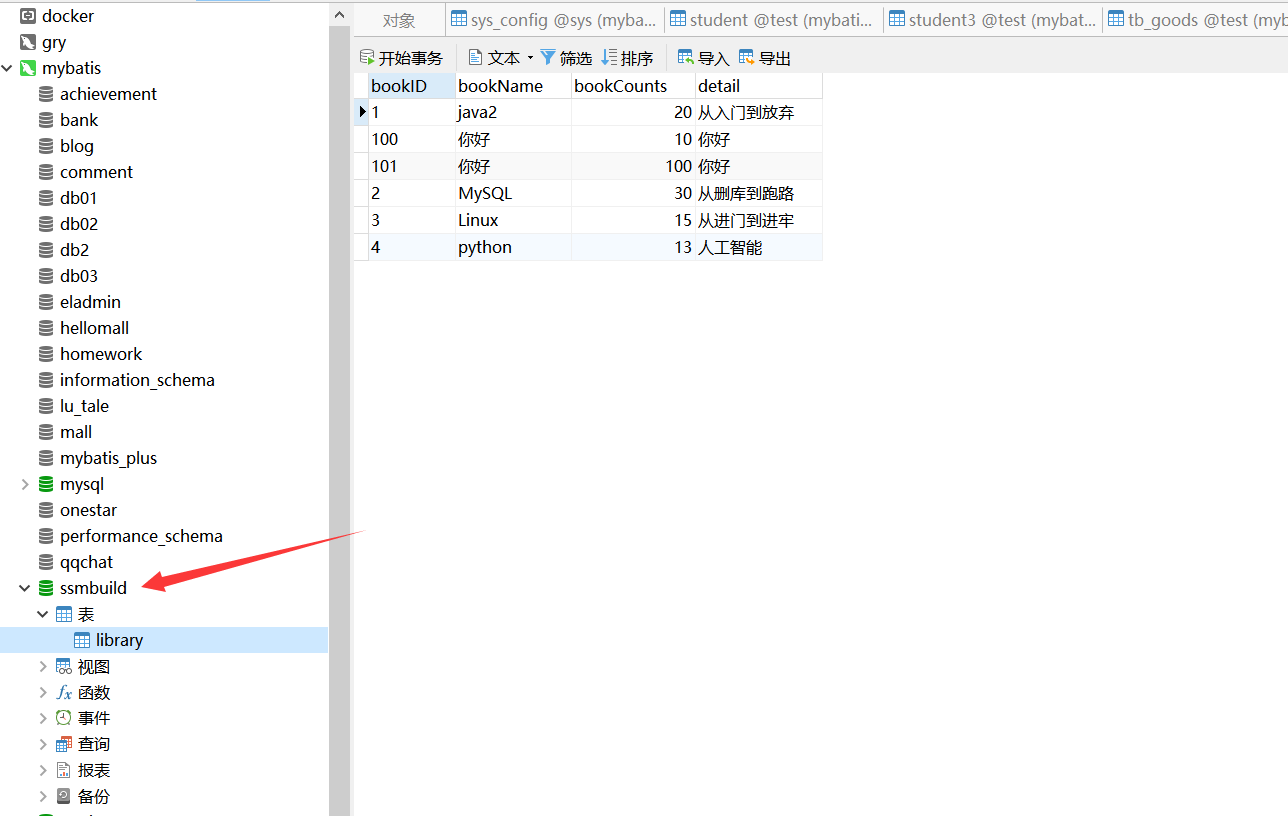 docker
gry
mybatis
achievement
bank
blog
comment
db01
db02
db2
db03
eladmin
hellomall
homework
information_schema
lu_tale
mall
mybatis_plus
mysql
onestar
performance_schema
qqchat
ssmbuild
表
library
视图
函数
事件
查询
报表
备份
对象 sys_config @sys (myba... student @test (mybati... student3 @test (mybat... tb_goods @test (myb
开始事务 文本 筛选 排序 导入 导出
bookID bookName bookCounts detail
1 java2 20 从入门到放弃
100 你好 10 你好
101 你好 100 你好
2 MySQL 30 从删库到跑路
3 Linux 15 从进门到进牢
4 python 13 人工智能